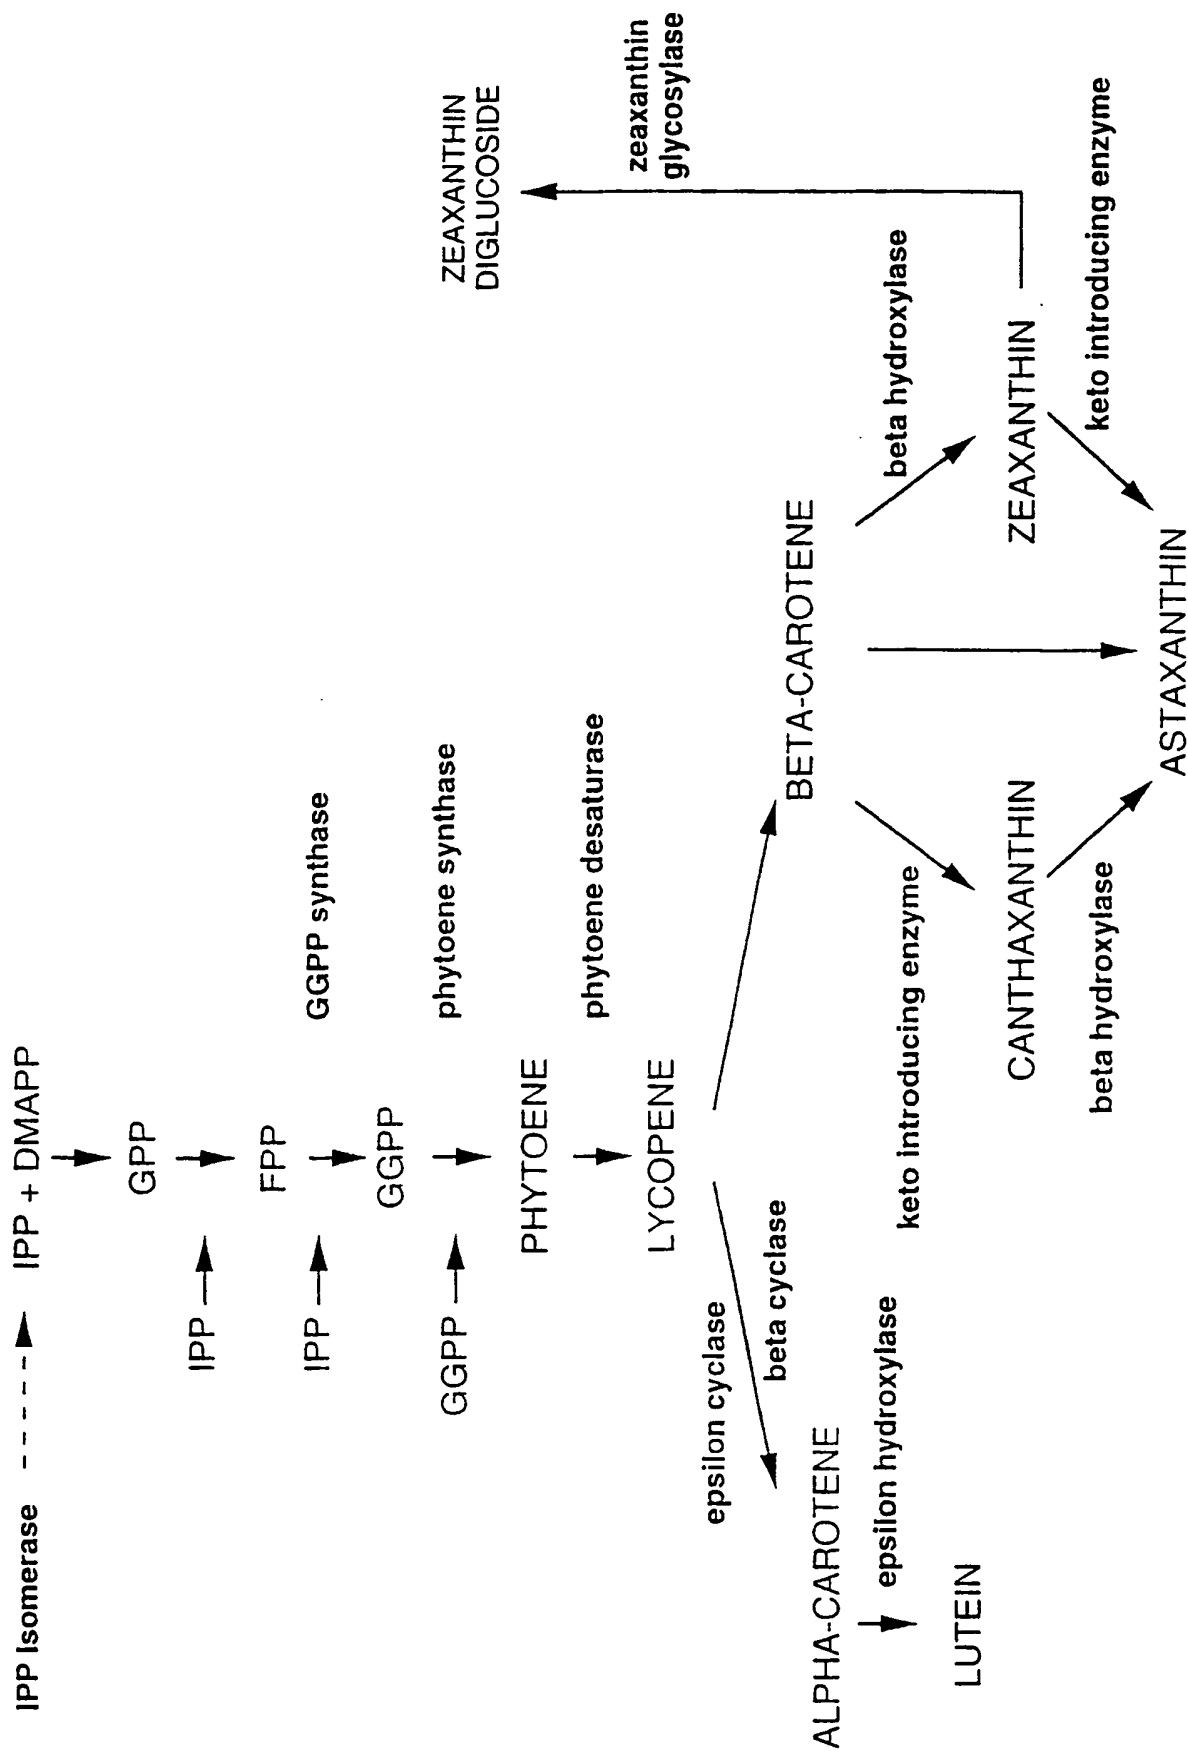 IPP Isomerase
IPP + DMAPP
GPP
IPP
FPP
IPP
GGPP synthase
GGPP
GGPP
phytoene synthase
PHYTOENE
phytoene desaturase
LYCOPENE
epsilon cyclase
beta cyclase
ALPHA-CAROTENE
epsilon hydroxylase
LUTEIN
BETA-CAROTENE
keto introducing enzyme
beta hydroxylase
CANTHAXANTHIN
ZEAXANTHIN
beta hydroxylase
keto introducing enzyme
ASTAXANTHIN
ZEAXANTHIN
DIGLUCOSIDE
zeaxanthin
glycosylase